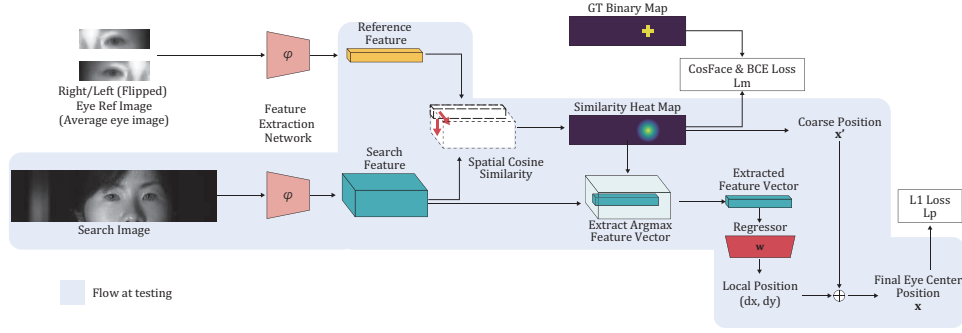 GT Binary Map
Reference
Feature
φ
CosFace & BCE Loss
Lm
Right/Left (Flipped)
Eye Ref Image
(Average eye image)
Feature
Extraction
Network
Similarity Heat Map
Coarse Position
x'
Search
Feature
Spatial Cosine
Similarity
φ
Extracted
Feature Vector
L1 Loss
Lp
Search Image
Extract Argmax
Feature Vector
Regressor
w
Local Position
(dx, dy)
Final Eye Center
Position
x
Flow at testing